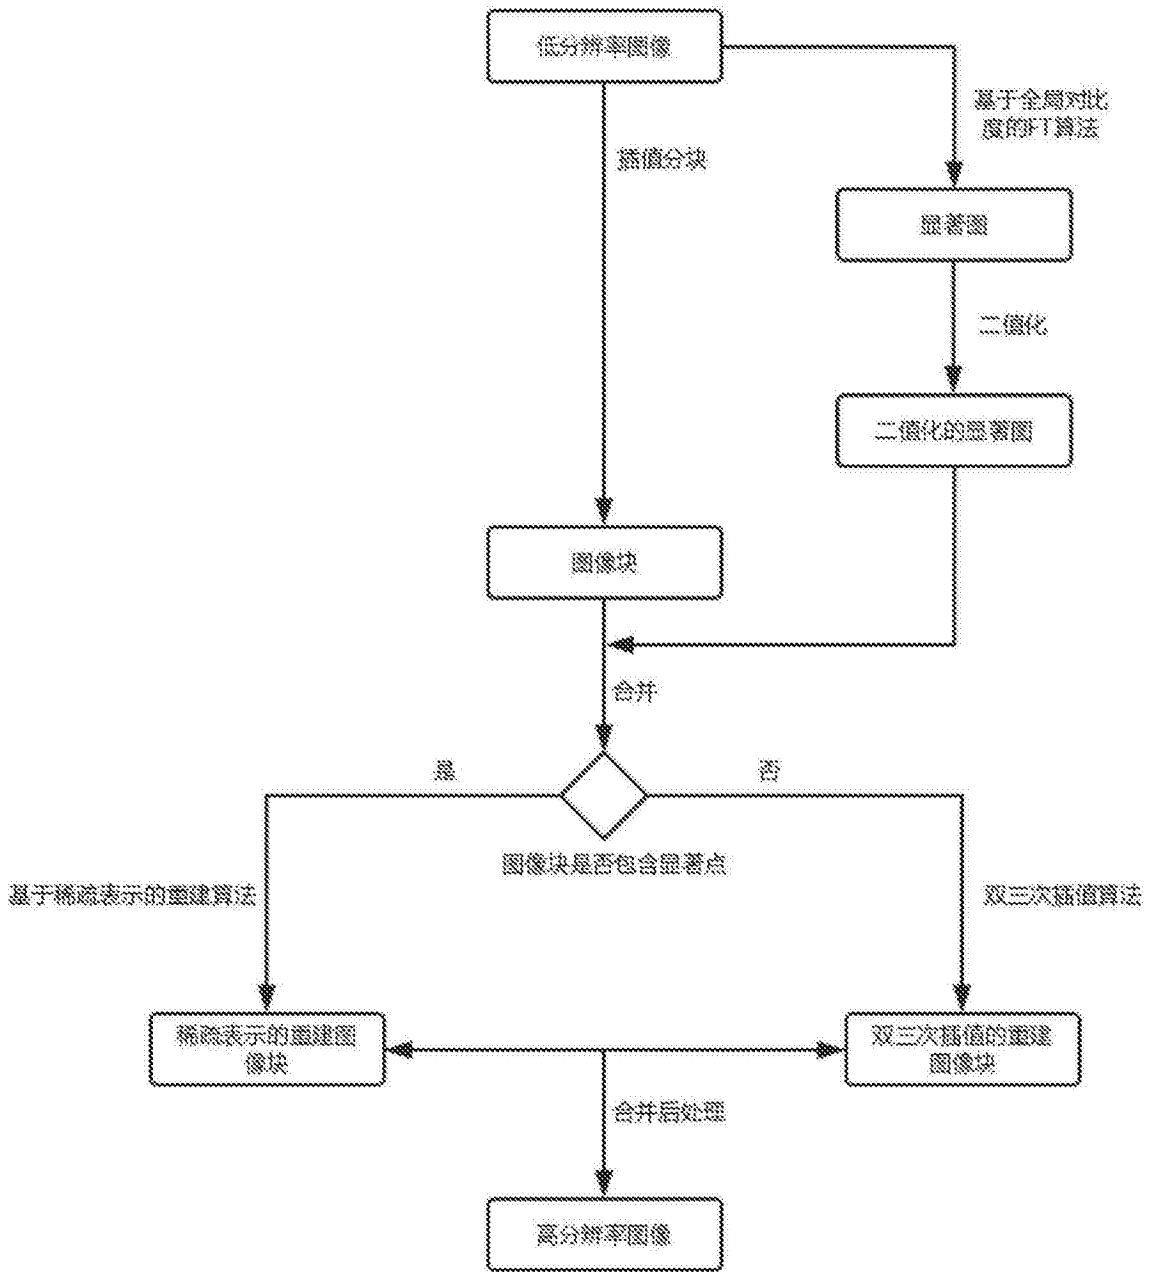 低分辨率图像
基于全局对比
度的FT算法
插值分块
显著图
二值化
二值化的显著图
图像块
合并
是
否
图像块是否包含显著点
基于稀疏表示的重建算法
双三次插值算法
稀疏表示的重建图
像块
双三次插值的重建
图像块
合并后处理
高分辨率图像